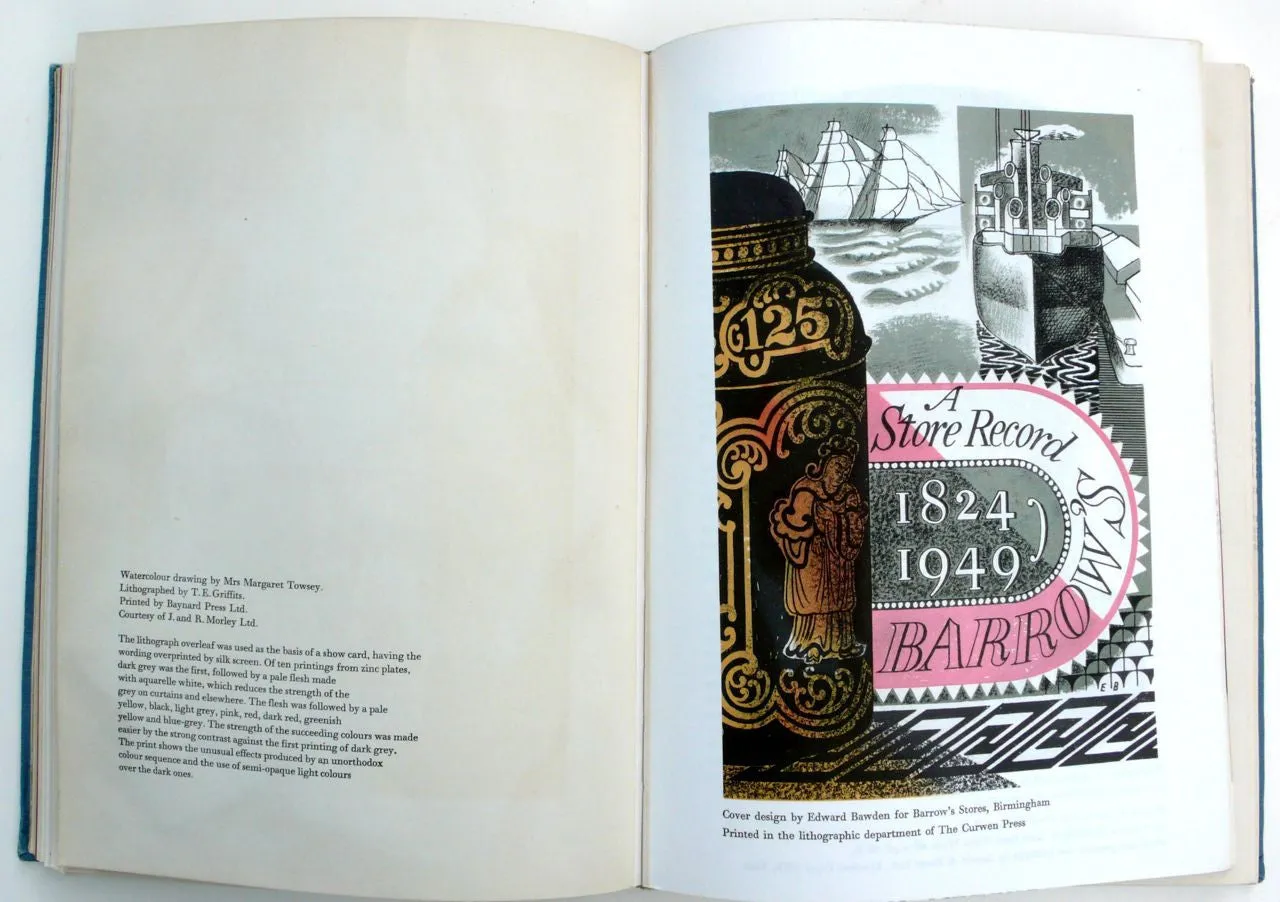 Watercolour drawing by Mrs Margaret Towsey.
Lithographed by T. E. Griffits.
Printed by Baynard Press Ltd.
Courtesy of J. and R. Morley Ltd.
The lithograph overleaf was used as the basis of a show card, having the
wording overprinted by silk screen. Of ten printings from zinc plates,
dark grey was the first, followed by a pale flesh made
with aquarelle white, which reduces the strength of the
grey on curtains and elsewhere. The flesh was followed by a pale
yellow, black, light grey, pink, red, dark red, greenish
yellow and blue-grey. The strength of the succeeding colours was made
easier by the strong contrast against the first printing of dark grey.
The print shows the unusual effects produced by an unorthodox
colour sequence and the use of semi-opaque light colours
over the dark ones.
125
A
Store Record
1824
1949
BARROWS
E B
Cover design by Edward Bawden for Barrow's Stores, Birmingham
Printed in the lithographic department of The Curwen Press